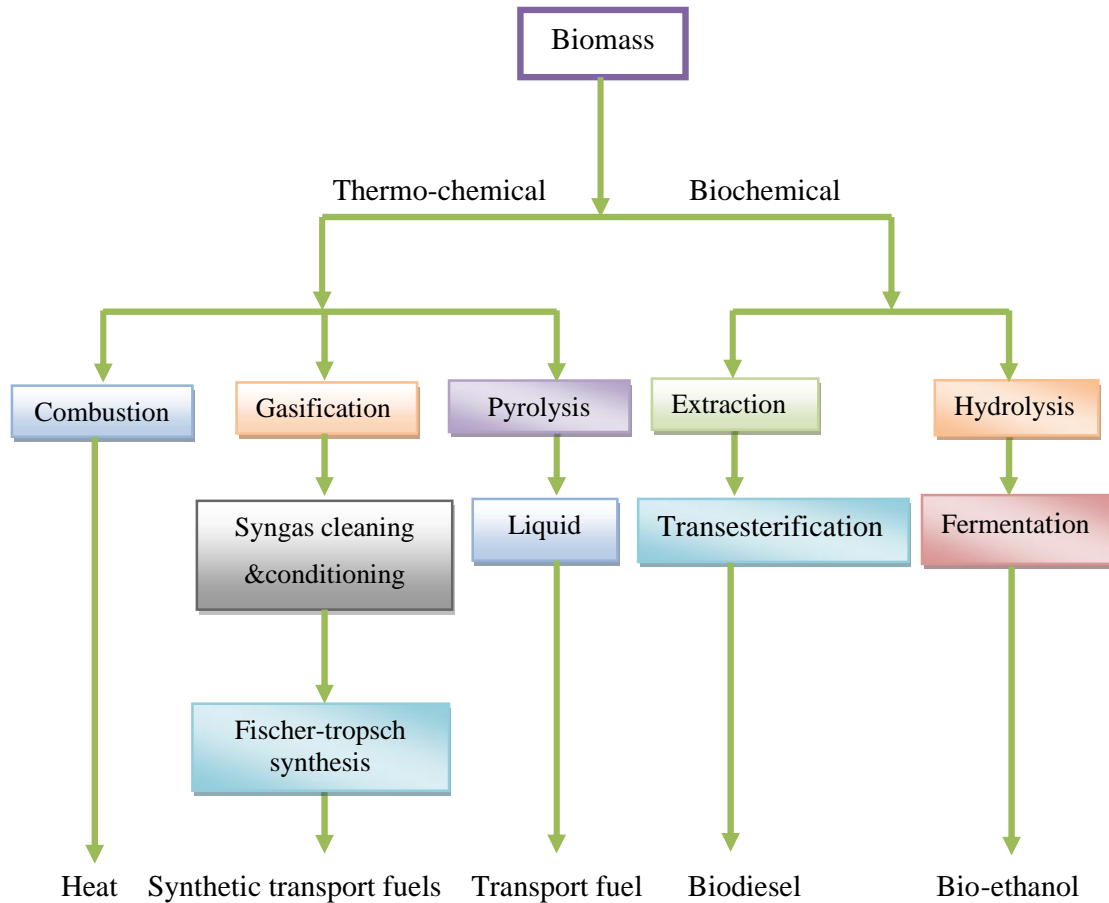 Biomass
Thermo-chemical
Biochemical
Combustion
Gasification
Pyrolysis
Extraction
Hydrolysis
Syngas cleaning
&conditioning
Liquid
Transesterification
Fermentation
Fischer-tropsch
synthesis
Heat
Synthetic transport fuels
Transport fuel
Biodiesel
Bio-ethanol